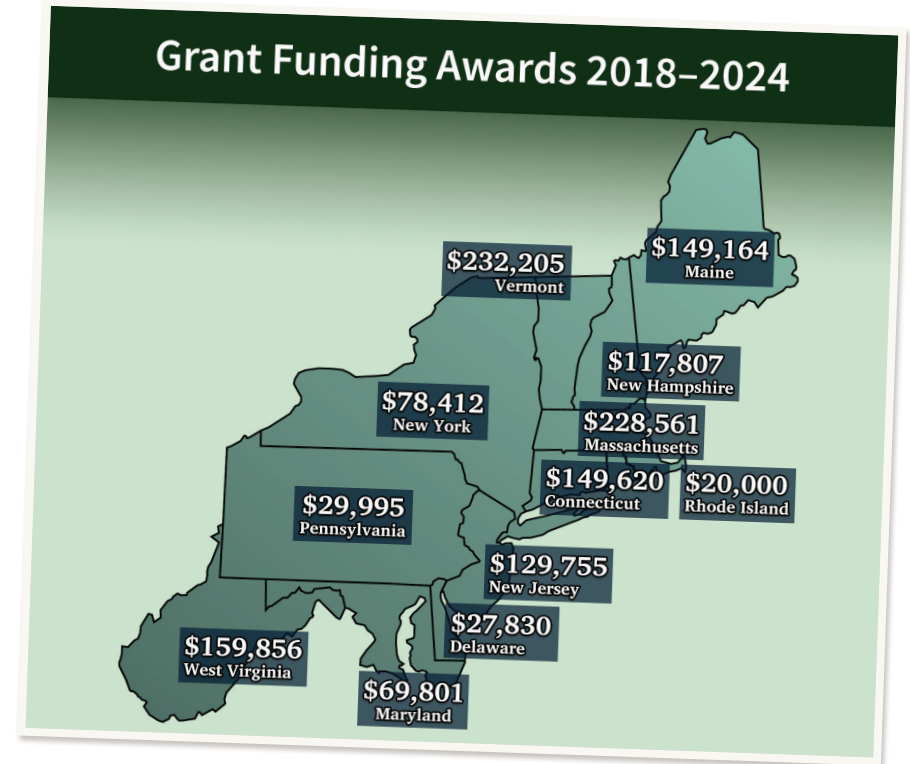 Grant Funding Awards 2018–2024
$149,164
Maine
$232,205
Vermont
$117,807
New Hampshire
$78,412
New York
$228,561
Massachusetts
$149,620
Connecticut
$20,000
Rhode Island
$29,995
Pennsylvania
$129,755
New Jersey
$27,830
Delaware
$159,856
West Virginia
$69,801
Maryland